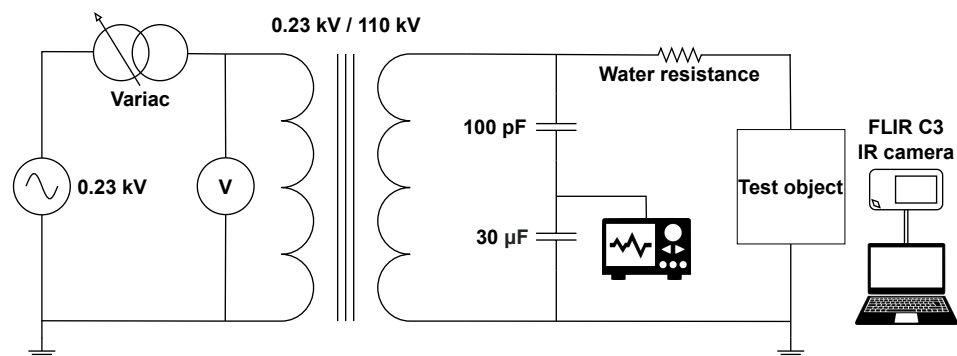 0.23 kV / 110 kV
Variac
Water resistance
100 pF
FLIR C3
IR camera
0.23 kV
V
Test object
30 µF